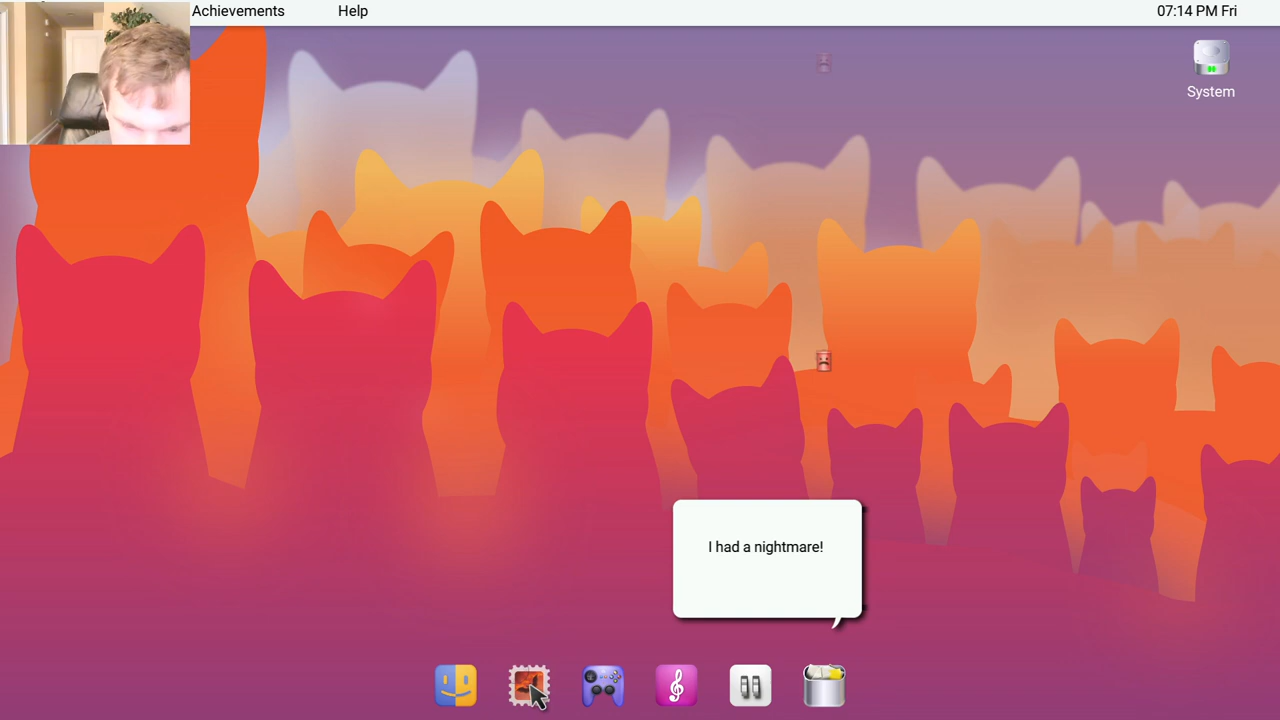 Achievements
Help
07:14 PM Fri
System
I had a nightmare!